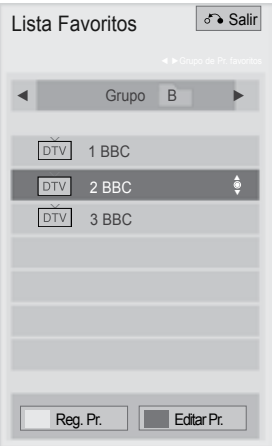 Lista Favoritos
Salir
Grupo de Pr. favoritos
Grupo B
DTV 1 BBC
DTV 2 BBC
DTV 3 BBC
Reg. Pr. Editar Pr.